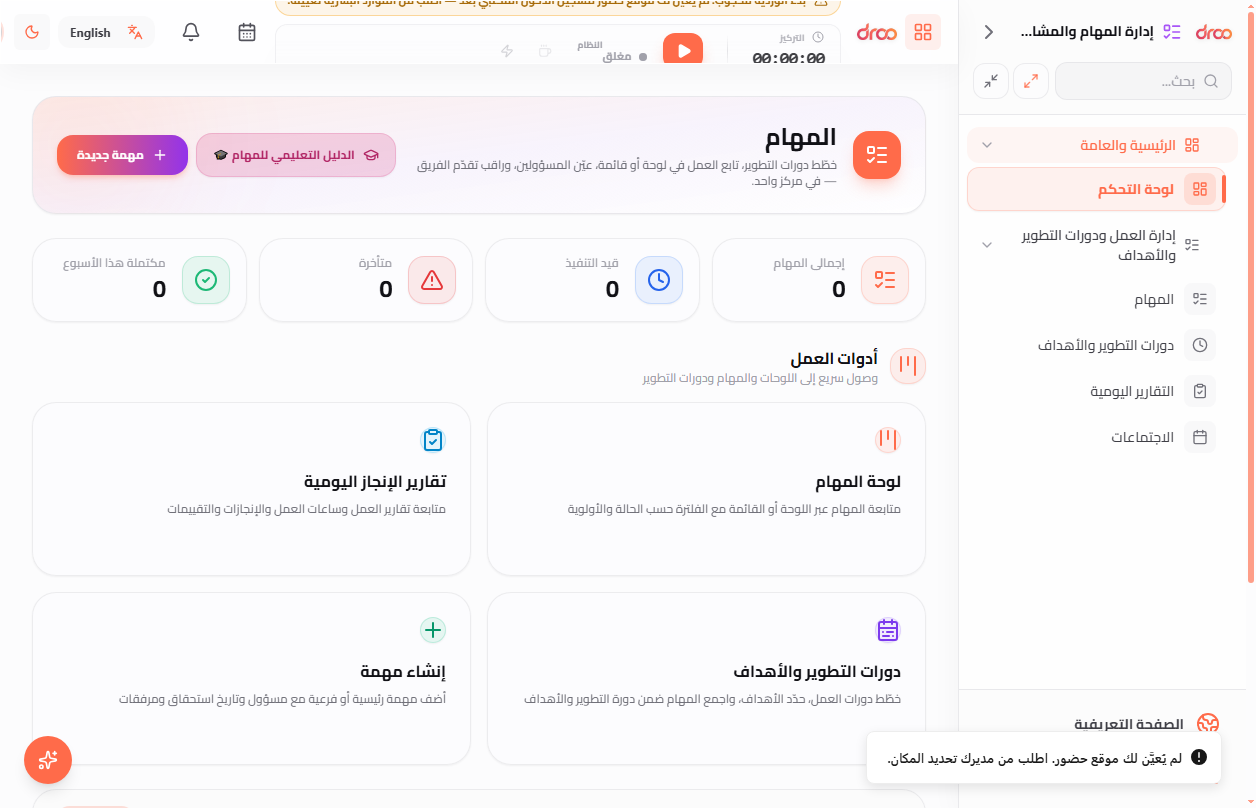 droo
إدارة المهام والمشا...
بحث...
الرئيسية والعامة
لوحة التحكم
إدارة العمل ودورات التطوير
والأهداف
المهام
دورات التطوير والأهداف
التقارير اليومية
الاجتماعات
الصفحة التعريفية
لم يُعيَّن لك موقع حضور. اطلب من مديرك تحديد المكان.
droo
التركيز
00:00:00
النظام
مغلق
English
المهام
خطّط دورات التطوير، تابع العمل في لوحة أو قائمة، عيّن المسؤولين، وراقب تقدّم الفريق
— في مركز واحد.
الدليل التعليمي للمهام 🎓
مهمة جديدة
إجمالي المهام
0
قيد التنفيذ
0
متأخرة
0
مكتملة هذا الأسبوع
0
أدوات العمل
وصول سريع إلى اللوحات والمهام ودورات التطوير
لوحة المهام
متابعة المهام عبر اللوحة أو القائمة مع الفلترة حسب الحالة والأولوية
تقارير الإنجاز اليومية
متابعة تقارير العمل وساعات العمل والإنجازات والتقييمات
دورات التطوير والأهداف
خطّط دورات العمل، حدّد الأهداف، واجمع المهام ضمن دورة التطوير والأهداف
إنشاء مهمة
أضف مهمة رئيسية أو فرعية مع مسؤول وتاريخ استحقاق ومرفقات